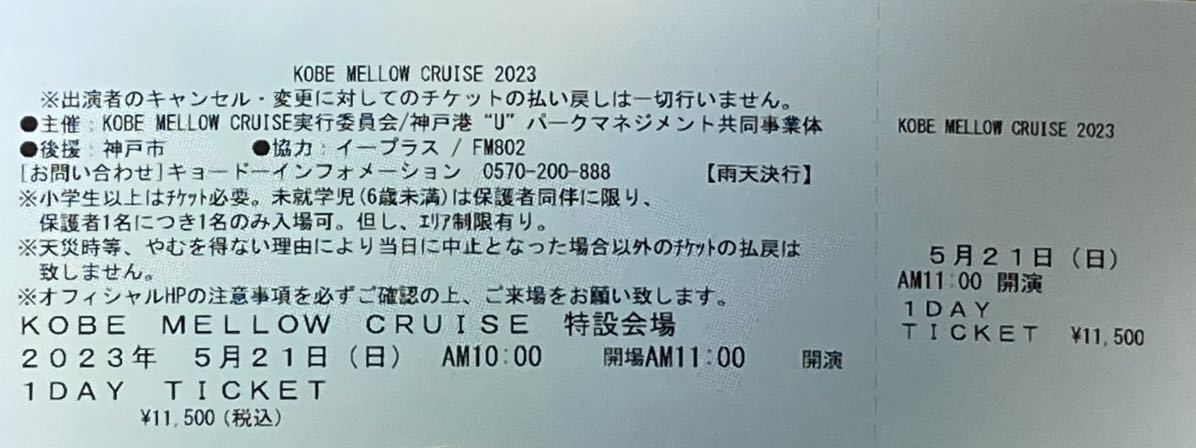 KOBE MELLOW CRUISE 2023
※出演者のキャンセル・変更に対してのチケットの払い戻しは一切行いません。
●主催:KOBE MELLOW CRUISE実行委員会/神戸港“U”パークマネジメント共同事業体
●後援:神戸市 ●協力:イープラス / FM802
[お問い合わせ]キョードーインフォメーション 0570-200-888 【雨天決行】
※小学生以上はﾁｹｯﾄ必要。未就学児(6歳未満)は保護者同伴に限り、
保護者1名につき1名のみ入場可。但し、ｴﾘｱ制限有り。
※天災時等、やむを得ない理由により当日に中止となった場合以外のﾁｹｯﾄの払戻は
致しません。
※オフィシャルHPの注意事項を必ずご確認の上、ご来場をお願い致します。
ＫＯＢＥ ＭＥＬＬＯＷ ＣＲＵＩＳＥ 特設会場
２０２３年 ５月２１日（日） AM10:00 開場AM11:00 開演
１ＤＡＹ ＴＩＣＫＥＴ
¥11,500(税込)
KOBE MELLOW CRUISE 2023
５月２１日（日）
AM11:00 開演
１ＤＡＹ
ＴＩＣＫＥＴ ¥11,500